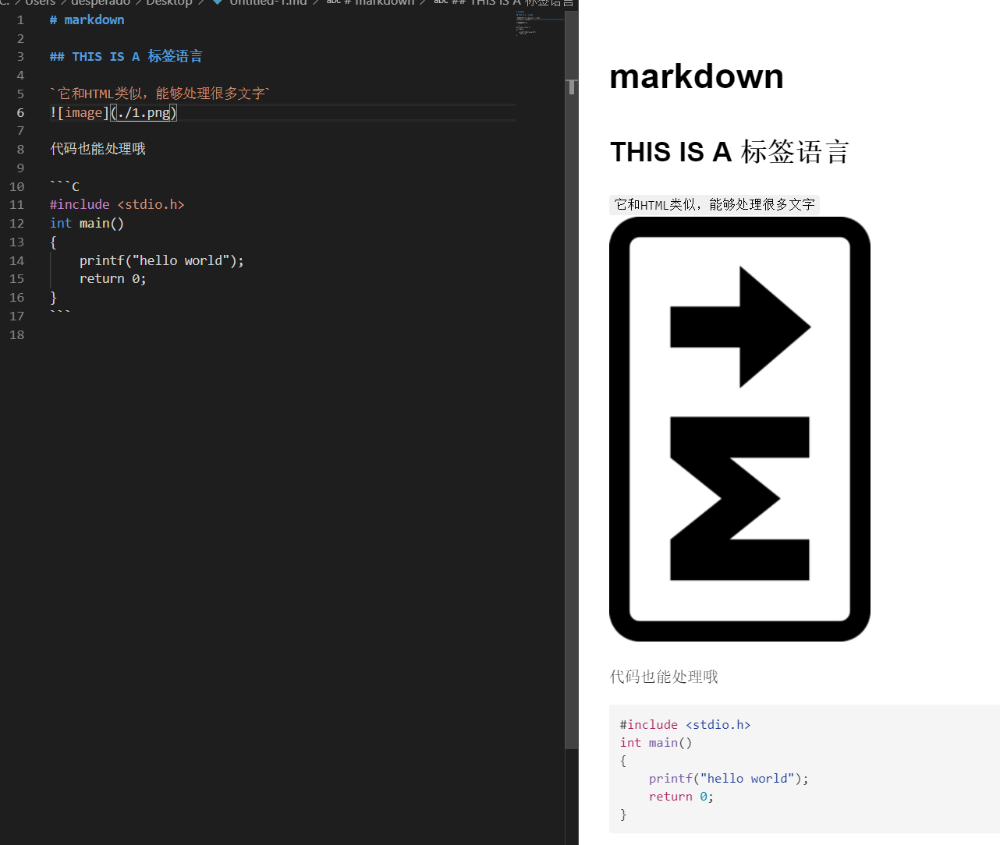 C: > Users > desperado > Desktop > Untitled-1.md > abc # markdown > abc ## THIS IS A 标签语言
1 # markdown
2
3 ## THIS IS A 标签语言
4
5 `它和HTML类似，能够处理很多文字`
6 ![image](./1.png)
7
8 代码也能处理哦
9
10 ```C
11 #include <stdio.h>
12 int main()
13 {
14     printf("hello world");
15     return 0;
16 }
17 ```
18
markdown
THIS IS A 标签语言
它和HTML类似，能够处理很多文字
代码也能处理哦
#include <stdio.h>
int main()
{
    printf("hello world");
    return 0;
}